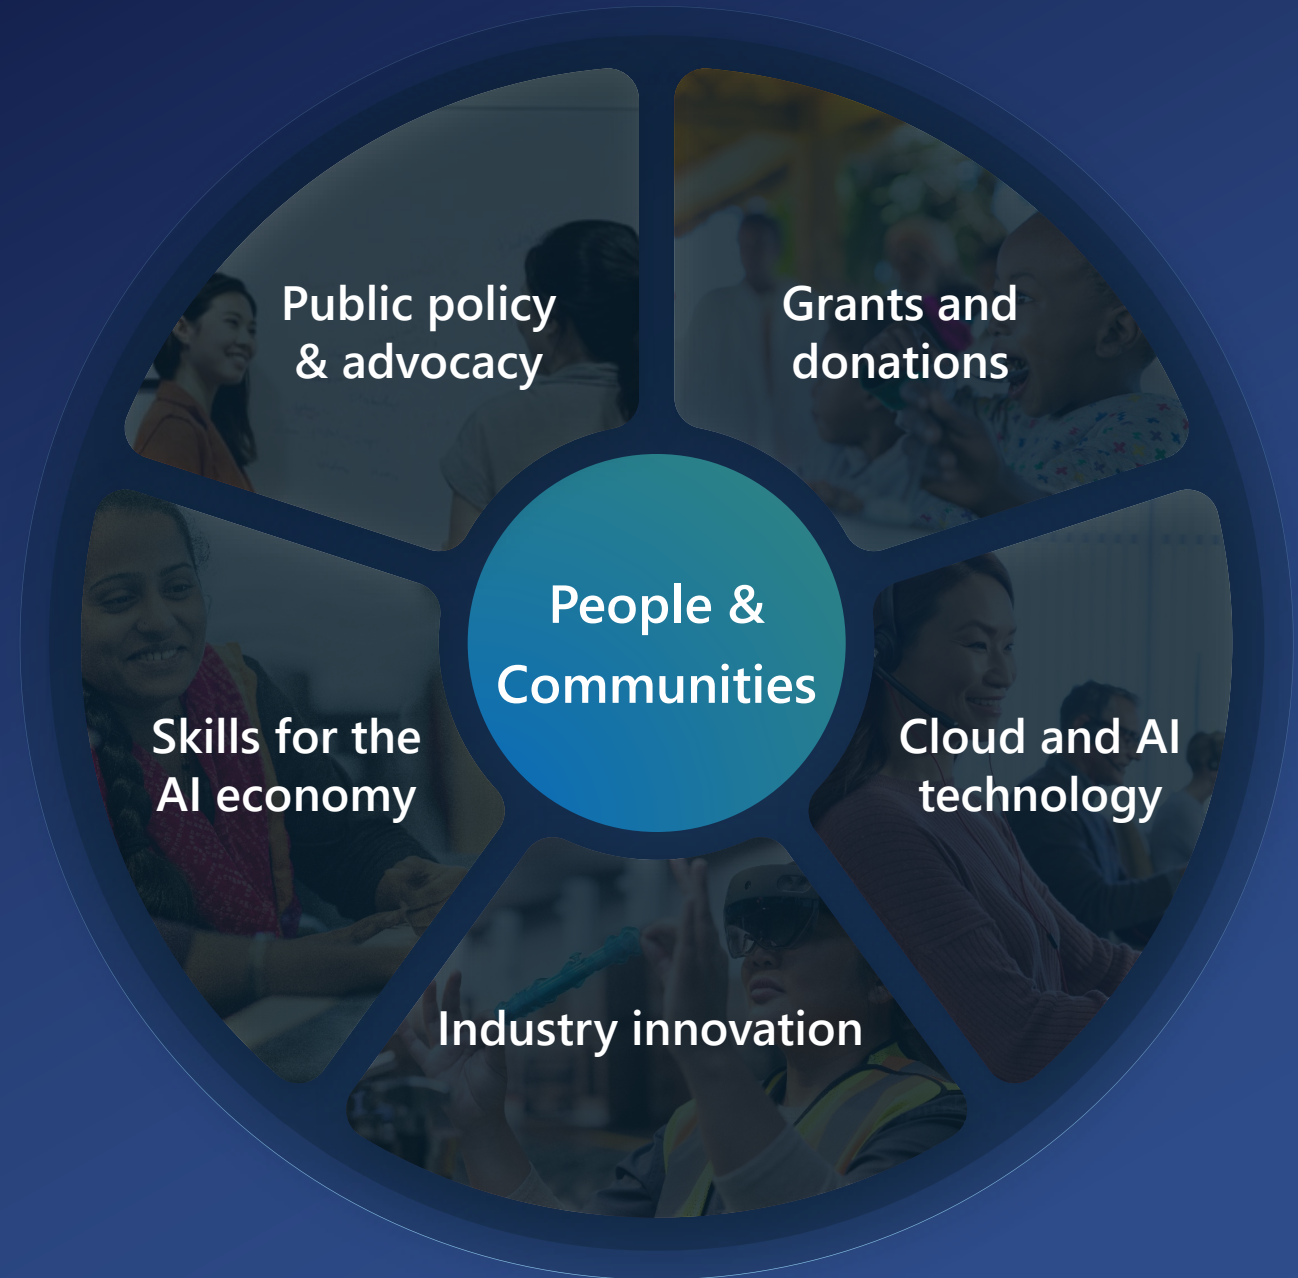 Public policy
& advocacy
Grants and
donations
People &
Communities
Skills for the
AI economy
Cloud and AI
technology
Industry innovation